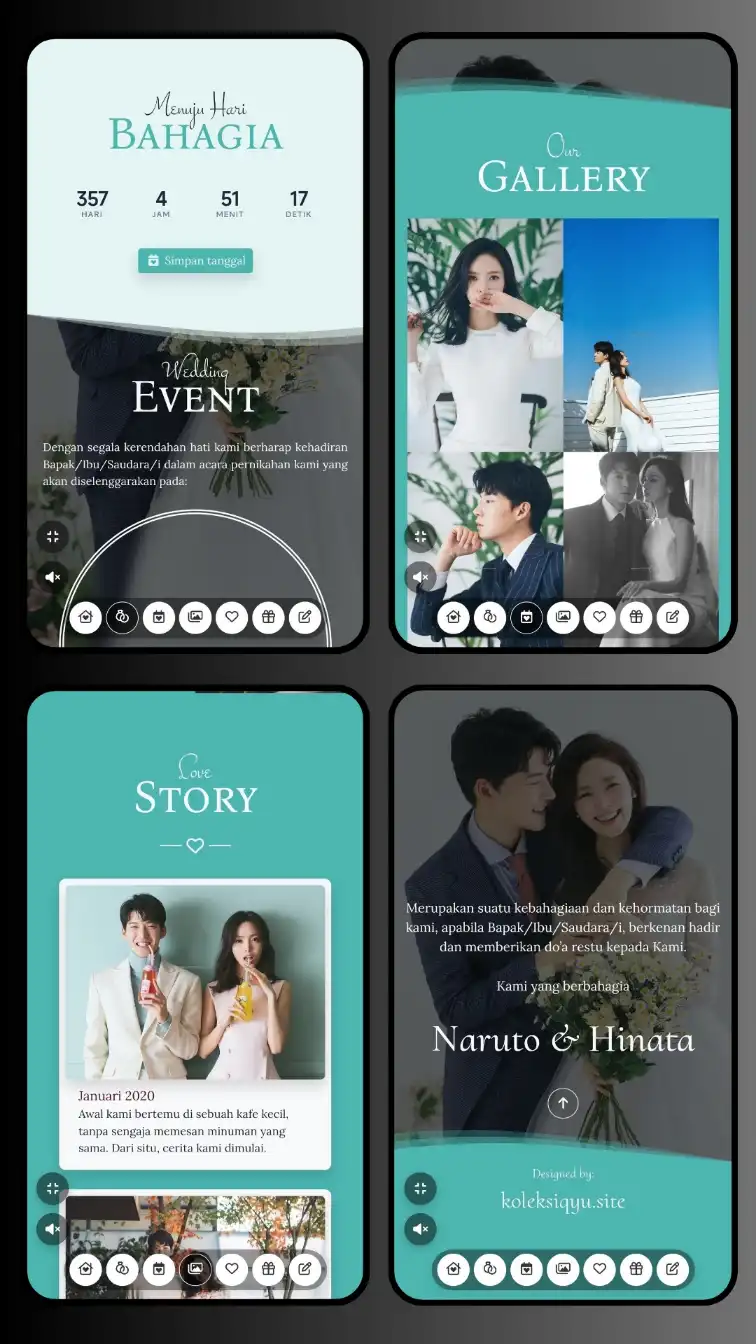 Menuju Hari
BAHAGIA
357 4 51 17
HARI JAM MENIT DETIK
Simpan tanggal
Wedding
EVENT
Dengan segala kerendahan hati kami berharap kehadiran
Bapak/Ibu/Saudara/i dalam acara pernikahan kami yang
akan diselenggarakan pada:
Our
GALLERY
Love
STORY
Januari 2020
Awal kami bertemu di sebuah kafe kecil,
tanpa sengaja memesan minuman yang
sama. Dari situ, cerita kami dimulai.
Merupakan suatu kebahagiaan dan kehormatan bagi
kami, apabila Bapak/Ibu/Saudara/i, berkenan hadir
dan memberikan do'a restu kepada Kami.
Kami yang berbahagia
Naruto & Hinata
Designed by:
koleksiqyu.site